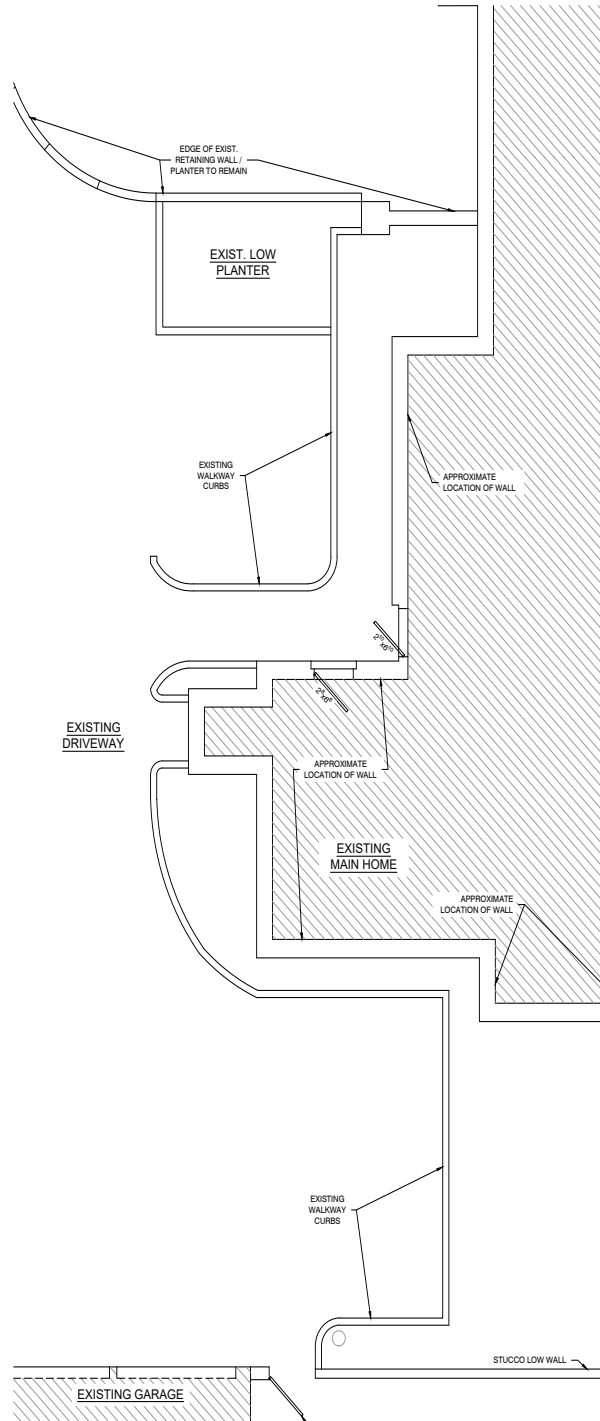 EDGE OF EXIST.
RETAINING WALL /
PLANTER TO REMAIN
EXIST. LOW
PLANTER
EXISTING
WALKWAY
CURBS
APPROXIMATE
LOCATION OF WALL
EXISTING
DRIVEWAY
APPROXIMATE
LOCATION OF WALL
EXISTING
MAIN HOME
APPROXIMATE
LOCATION OF WALL
EXISTING
WALKWAY
CURBS
STUCCO LOW WALL
EXISTING GARAGE